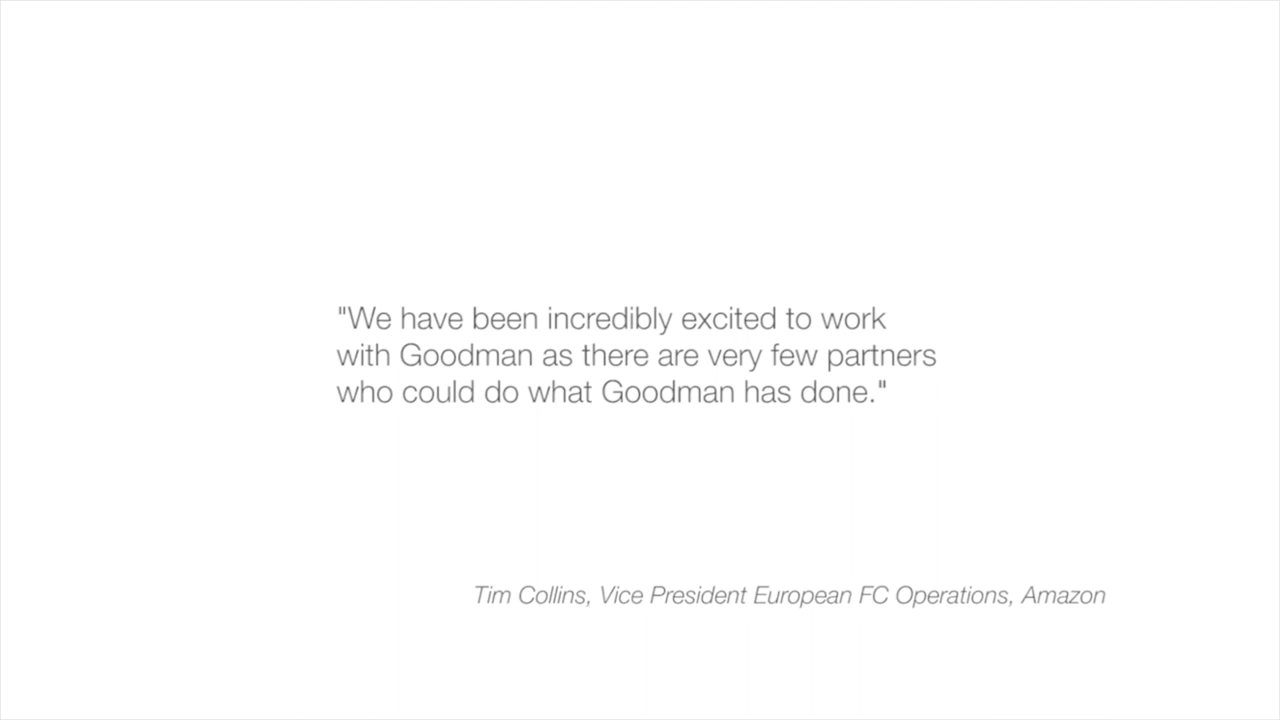 "We have been incredibly excited to work
with Goodman as there are very few partners
who could do what Goodman has done."
Tim Collins, Vice President European FC Operations, Amazon